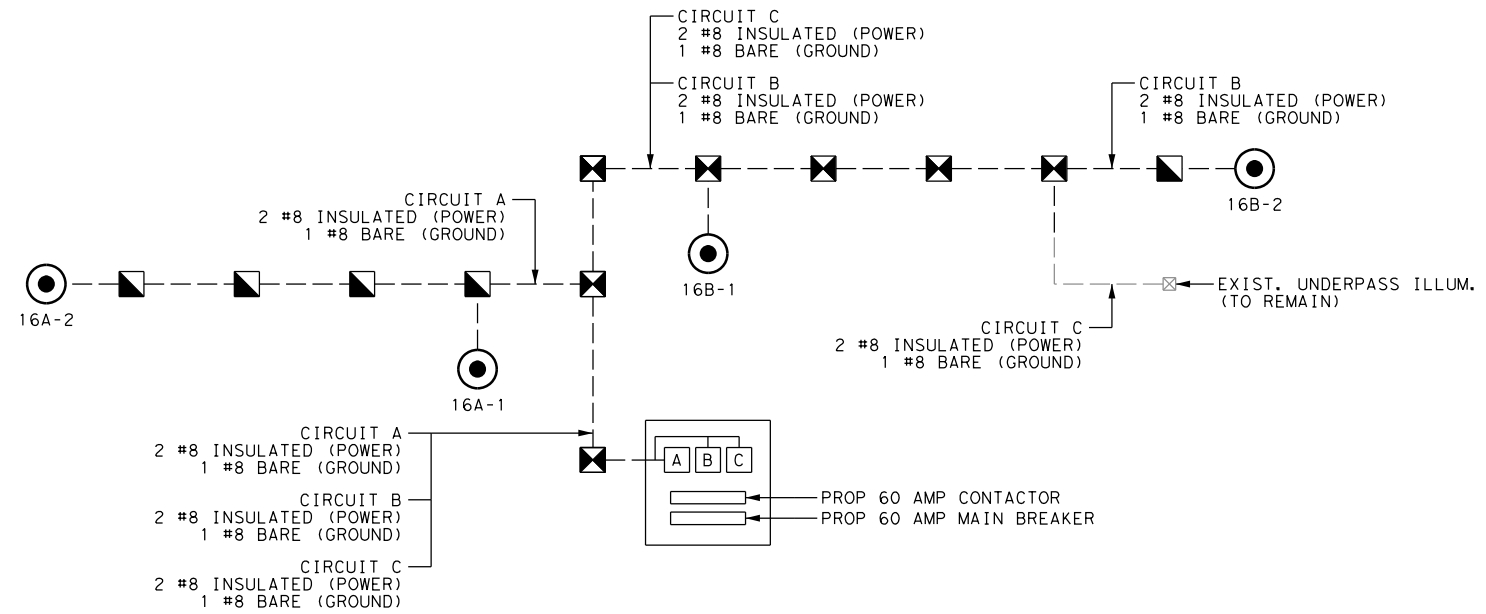 CIRCUIT C
2 #8 INSULATED (POWER)
1 #8 BARE (GROUND)
CIRCUIT B
2 #8 INSULATED (POWER)
1 #8 BARE (GROUND)
CIRCUIT B
2 #8 INSULATED (POWER)
1 #8 BARE (GROUND)
CIRCUIT A
2 #8 INSULATED (POWER)
1 #8 BARE (GROUND)
16B-2
16B-1
16A-2
EXIST. UNDERPASS ILLUM.
(TO REMAIN)
CIRCUIT C
2 #8 INSULATED (POWER)
1 #8 BARE (GROUND)
16A-1
CIRCUIT A
2 #8 INSULATED (POWER)
1 #8 BARE (GROUND)
CIRCUIT B
2 #8 INSULATED (POWER)
1 #8 BARE (GROUND)
CIRCUIT C
2 #8 INSULATED (POWER)
1 #8 BARE (GROUND)
A B C
PROP 60 AMP CONTACTOR
PROP 60 AMP MAIN BREAKER